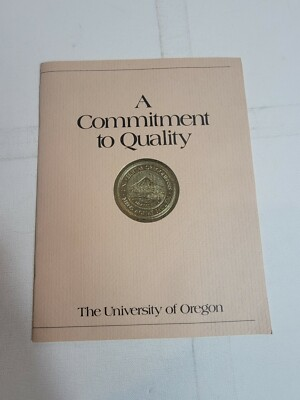 A
Commitment
to Quality
The University of Oregon